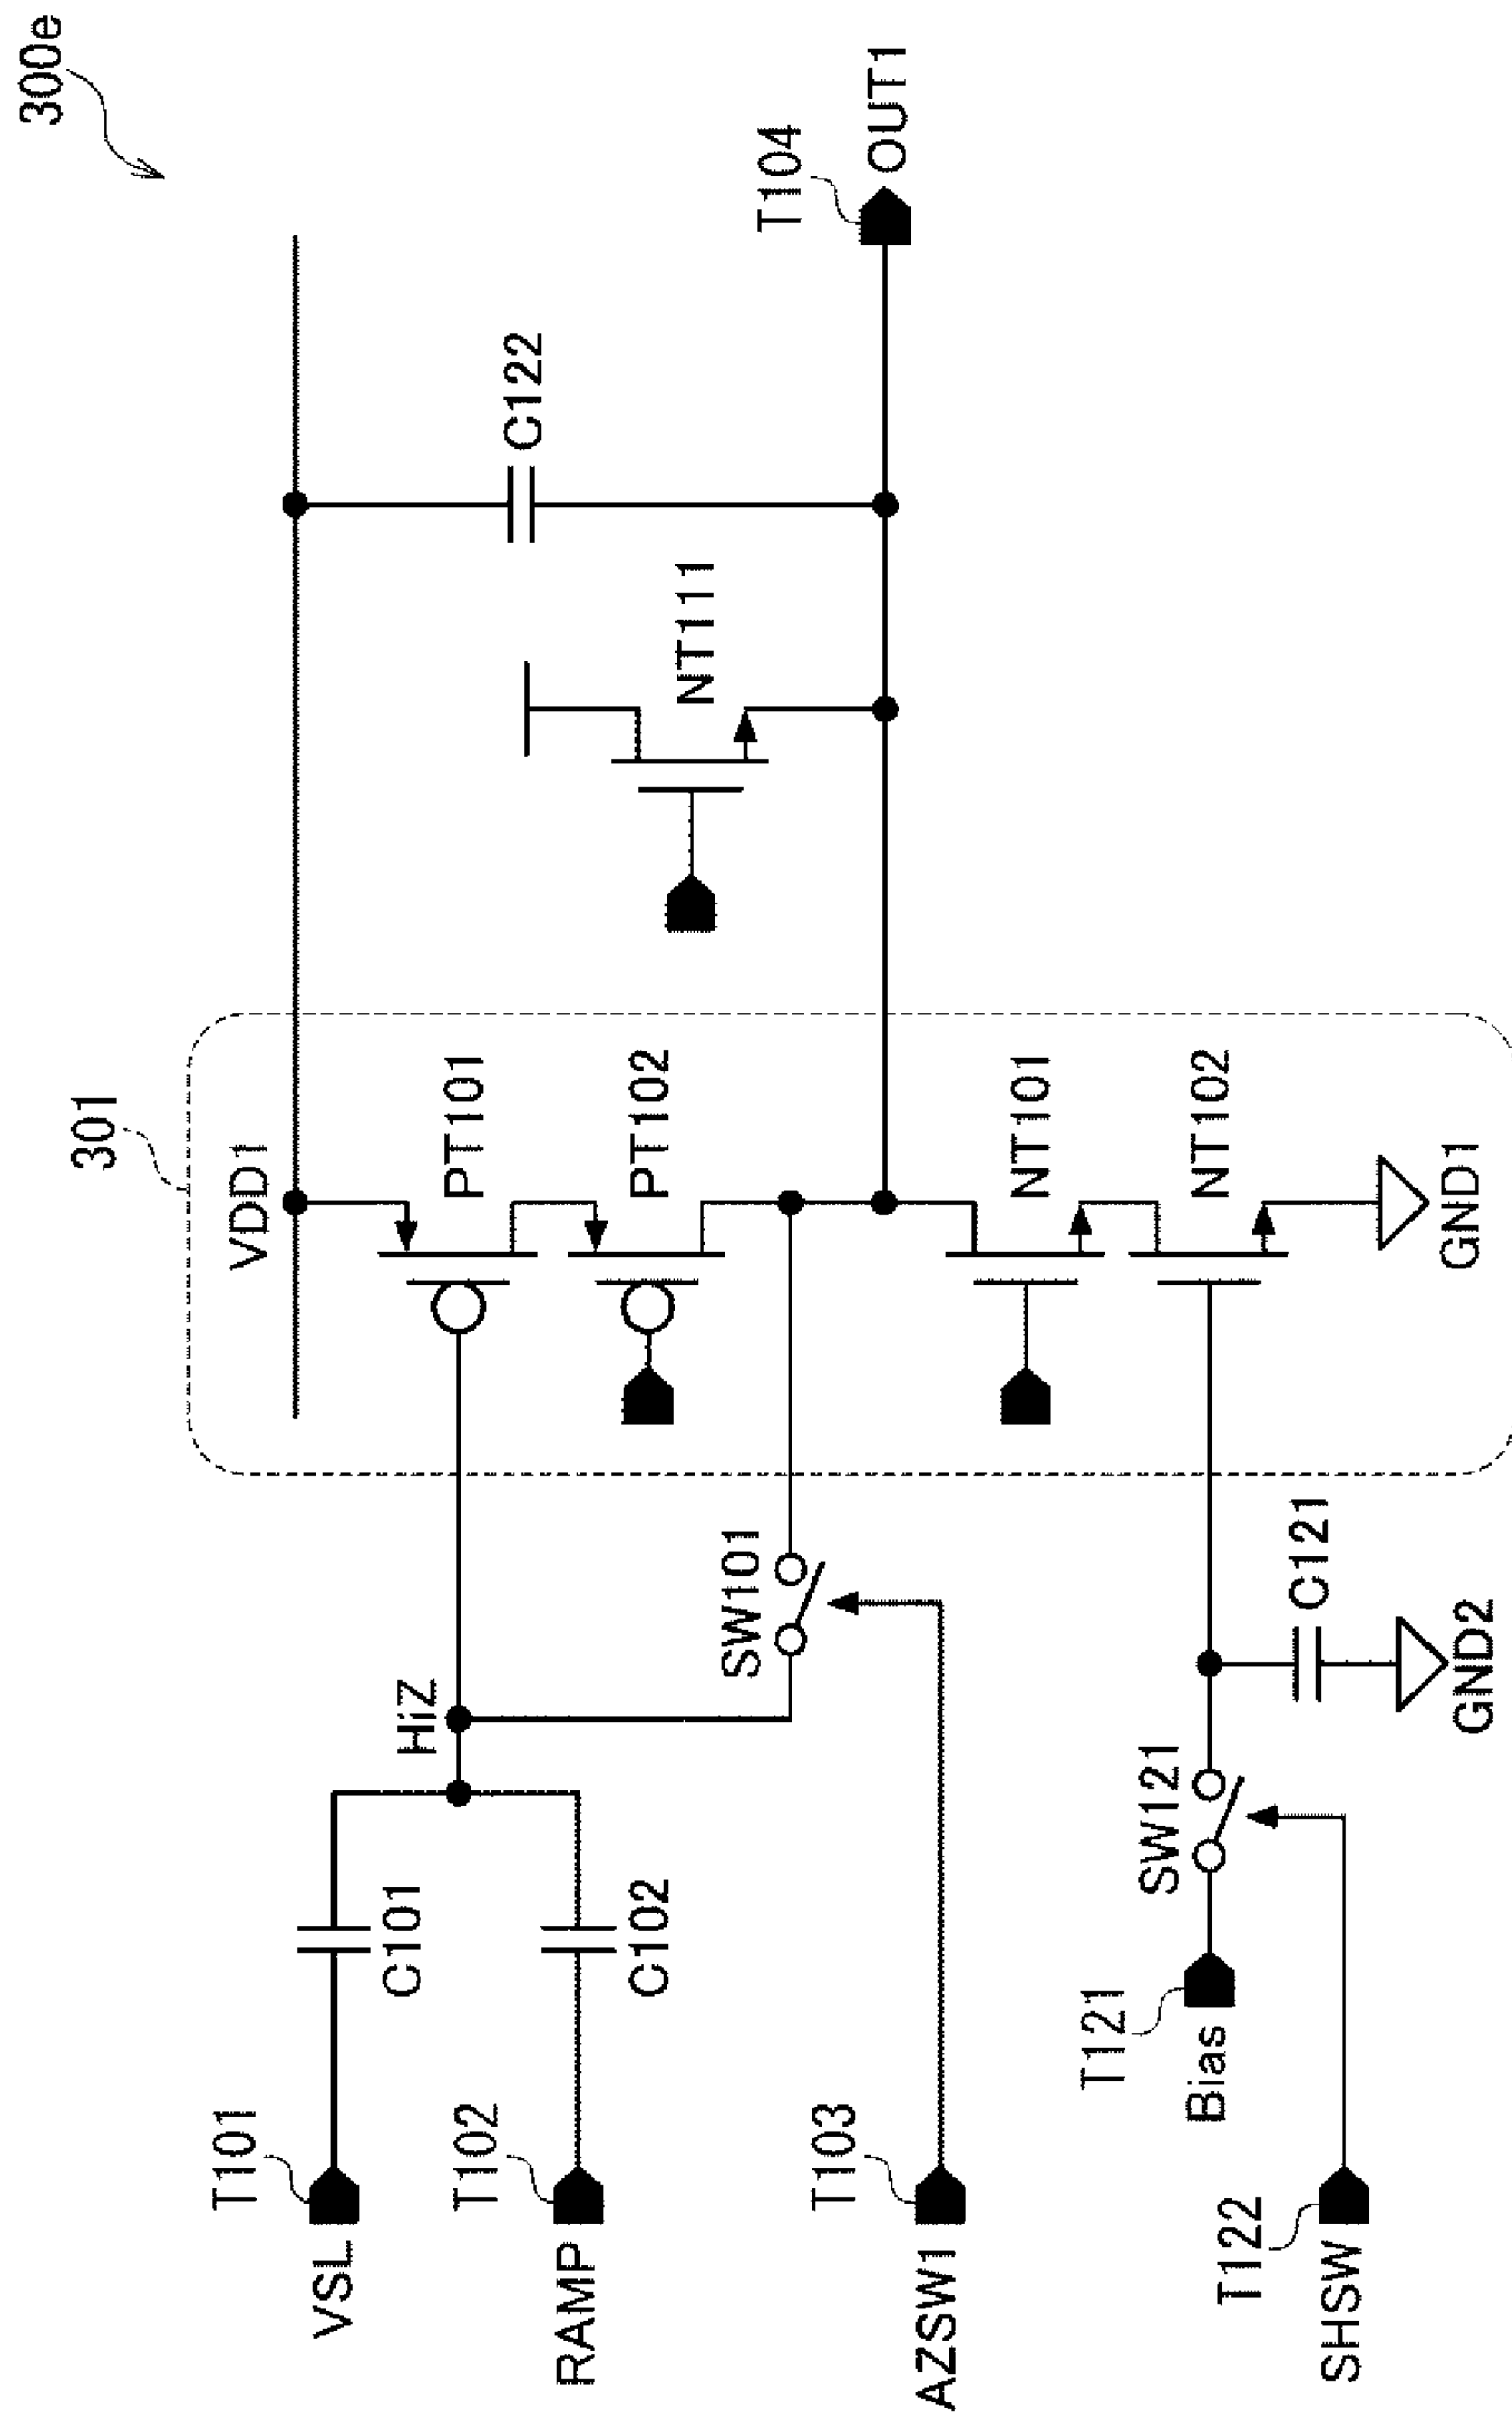 300e
301
VDD1
PT101
PT102
NT101
NT102
GND1
NT111
C122
T104
OUT1
T101
VSL
C101
HiZ
T102
RAMP
C102
SW101
T103
AZSW1
T121
Bias
SW121
C121
GND2
T122
SHSW